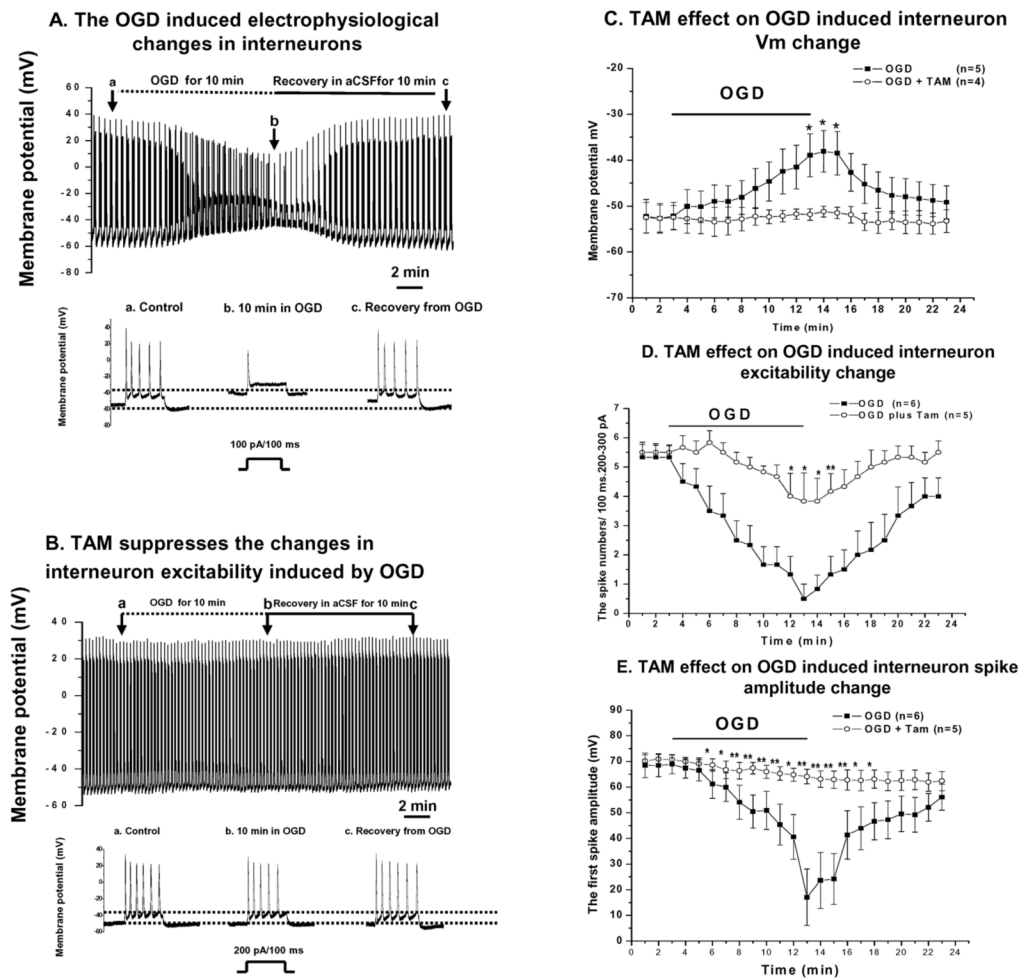 A. The OGD induced electrophysiological
changes in interneurons
a
OGD for 10 min
Recovery in aCSFfor 10 min
c
b
Membrane potential (mV)
60
40
20
0
-20
-40
-60
-80
2 min
a. Control
b. 10 min in OGD
c. Recovery from OGD
Membrane potential (mV)
100 pA/100 ms
B. TAM suppresses the changes in
interneuron excitability induced by OGD
a
OGD for 10 min
b
Recovery in aCSF for 10 min
c
Membrane potential (mV)
40
20
0
-20
-40
-60
2 min
a. Control
b. 10 min in OGD
c. Recovery from OGD
Membrane potential (mV)
200 pA/100 ms
C. TAM effect on OGD induced interneuron
Vm change
OGD (n=5)
OGD + TAM (n=4)
OGD
* * *
Membrane potential mV
-20
-30
-40
-50
-60
-70
0 2 4 6 8 10 12 14 16 18 20 22 24
Time (min)
D. TAM effect on OGD induced interneuron
excitability change
OGD (n=6)
OGD plus Tam (n=5)
OGD
* * * **
The spike numbers/ 100 ms.200-300 pA
7
6
5
4
3
2
1
0
0 2 4 6 8 10 12 14 16 18 20 22 24
Time (min)
E. TAM effect on OGD induced interneuron spike
amplitude change
OGD (n=6)
OGD + Tam (n=5)
OGD
* * ** ** ** ** * ** ** ** ** * *
The first spike amplitude (mV)
90
80
70
60
50
40
30
20
10
0
0 2 4 6 8 10 12 14 16 18 20 22 24
Time (min)